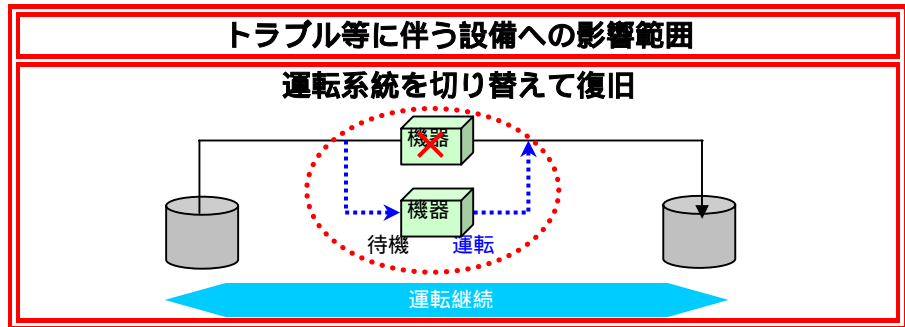 トラブル等に伴う設備への影響範囲
運転系統を切り替えて復旧
機器
機器
待機 運転
運転継続